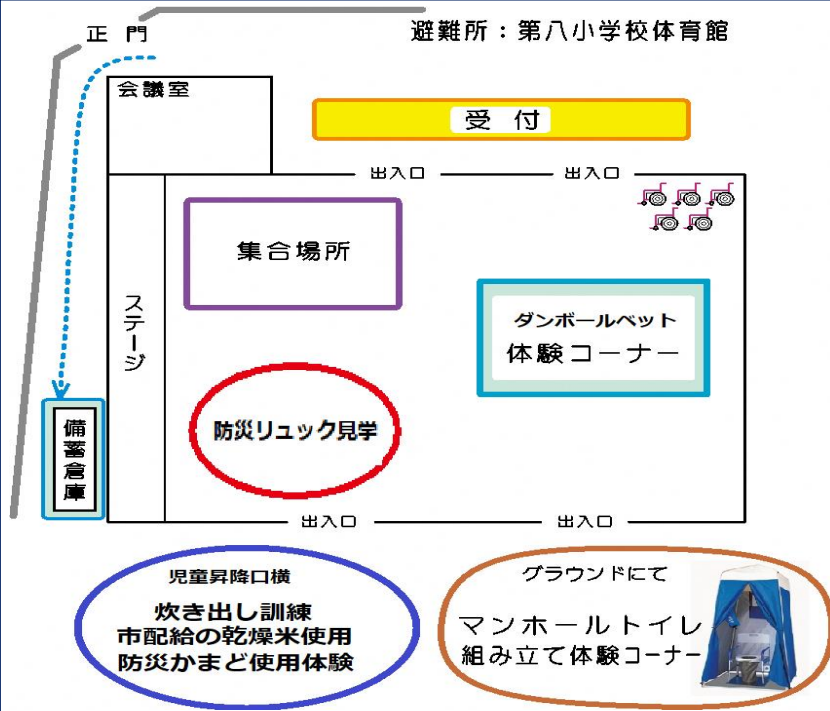 正門
避難所：第八小学校体育館
会議室
受付
出入口
出入口
集合場所
ステージ
ダンボールベット
体験コーナー
防災リュック見学
備蓄倉庫
出入口
出入口
児童昇降口横
炊き出し訓練
市配給の乾燥米使用
防災かまど使用体験
グラウンドにて
マンホールトイレ
組み立て体験コーナー